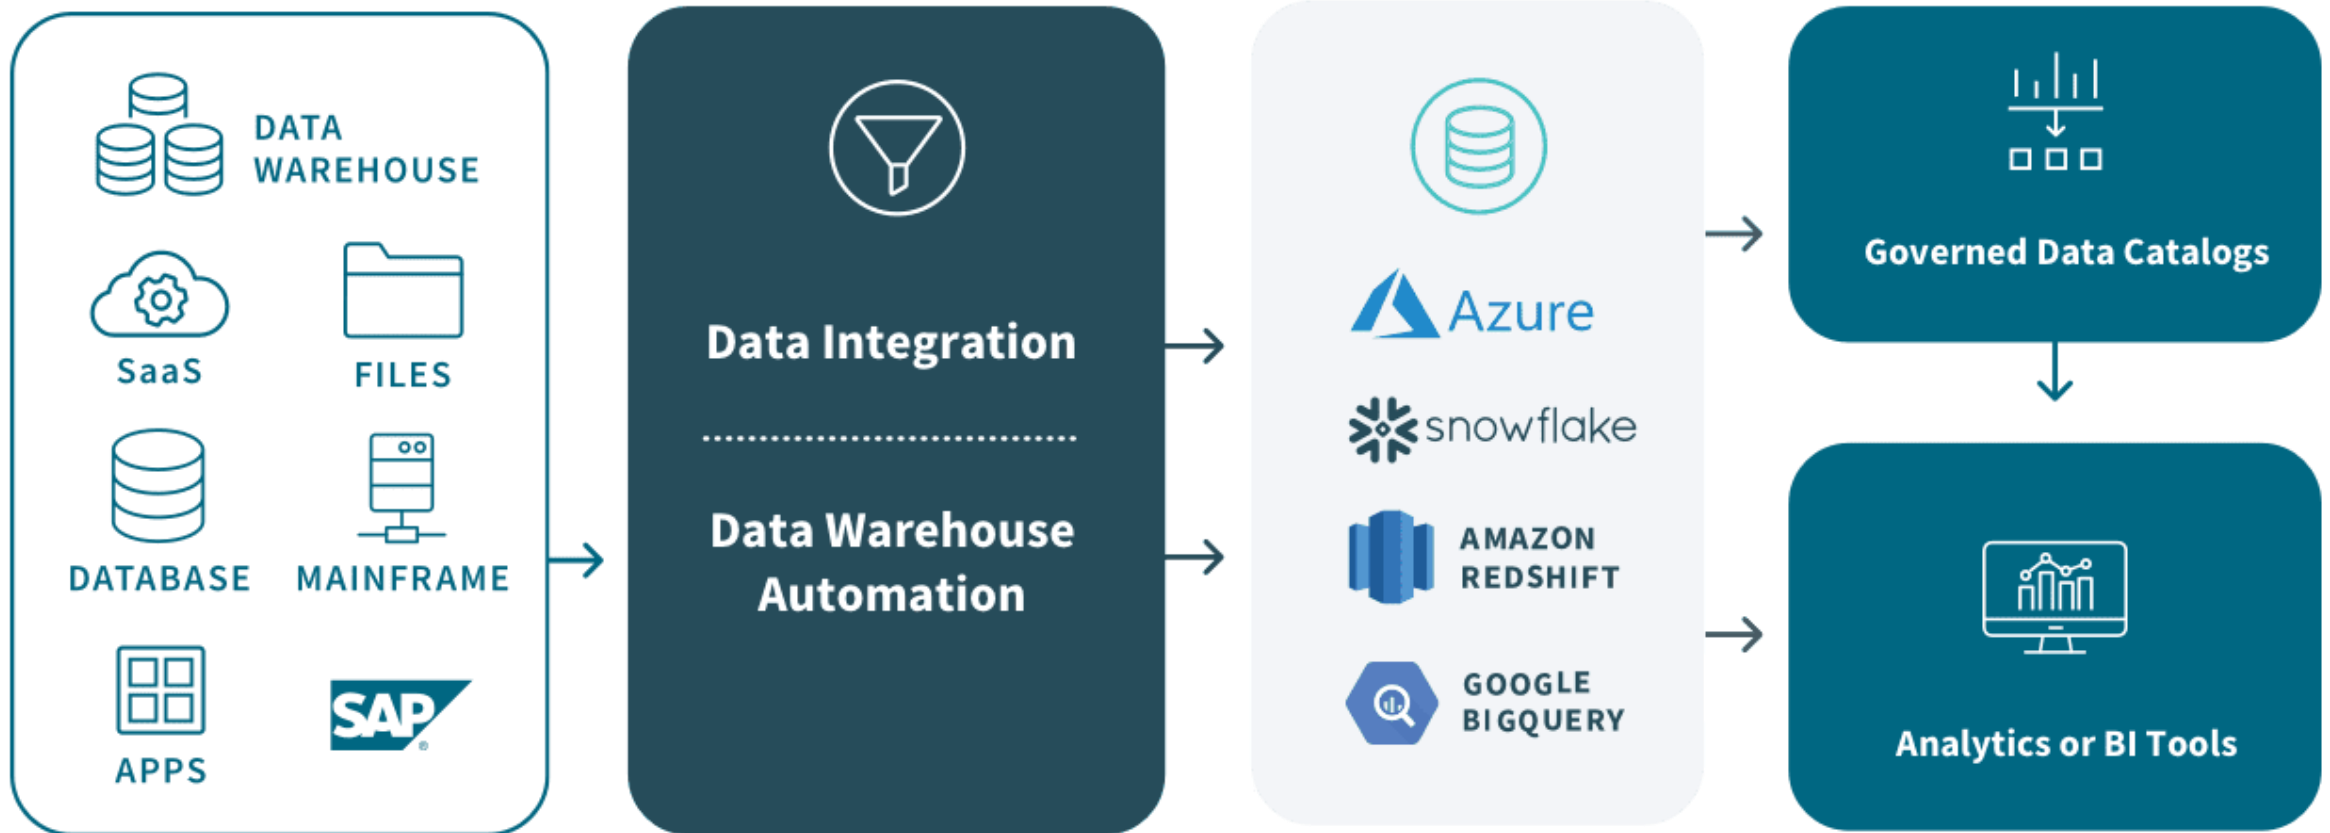 DATA
WAREHOUSE
SaaS
FILES
DATABASE
MAINFRAME
APPS
SAP®
Data Integration
Data Warehouse
Automation
Azure
snowflake
AMAZON
REDSHIFT
GOOGLE
BIGQUERY
Governed Data Catalogs
Analytics or BI Tools